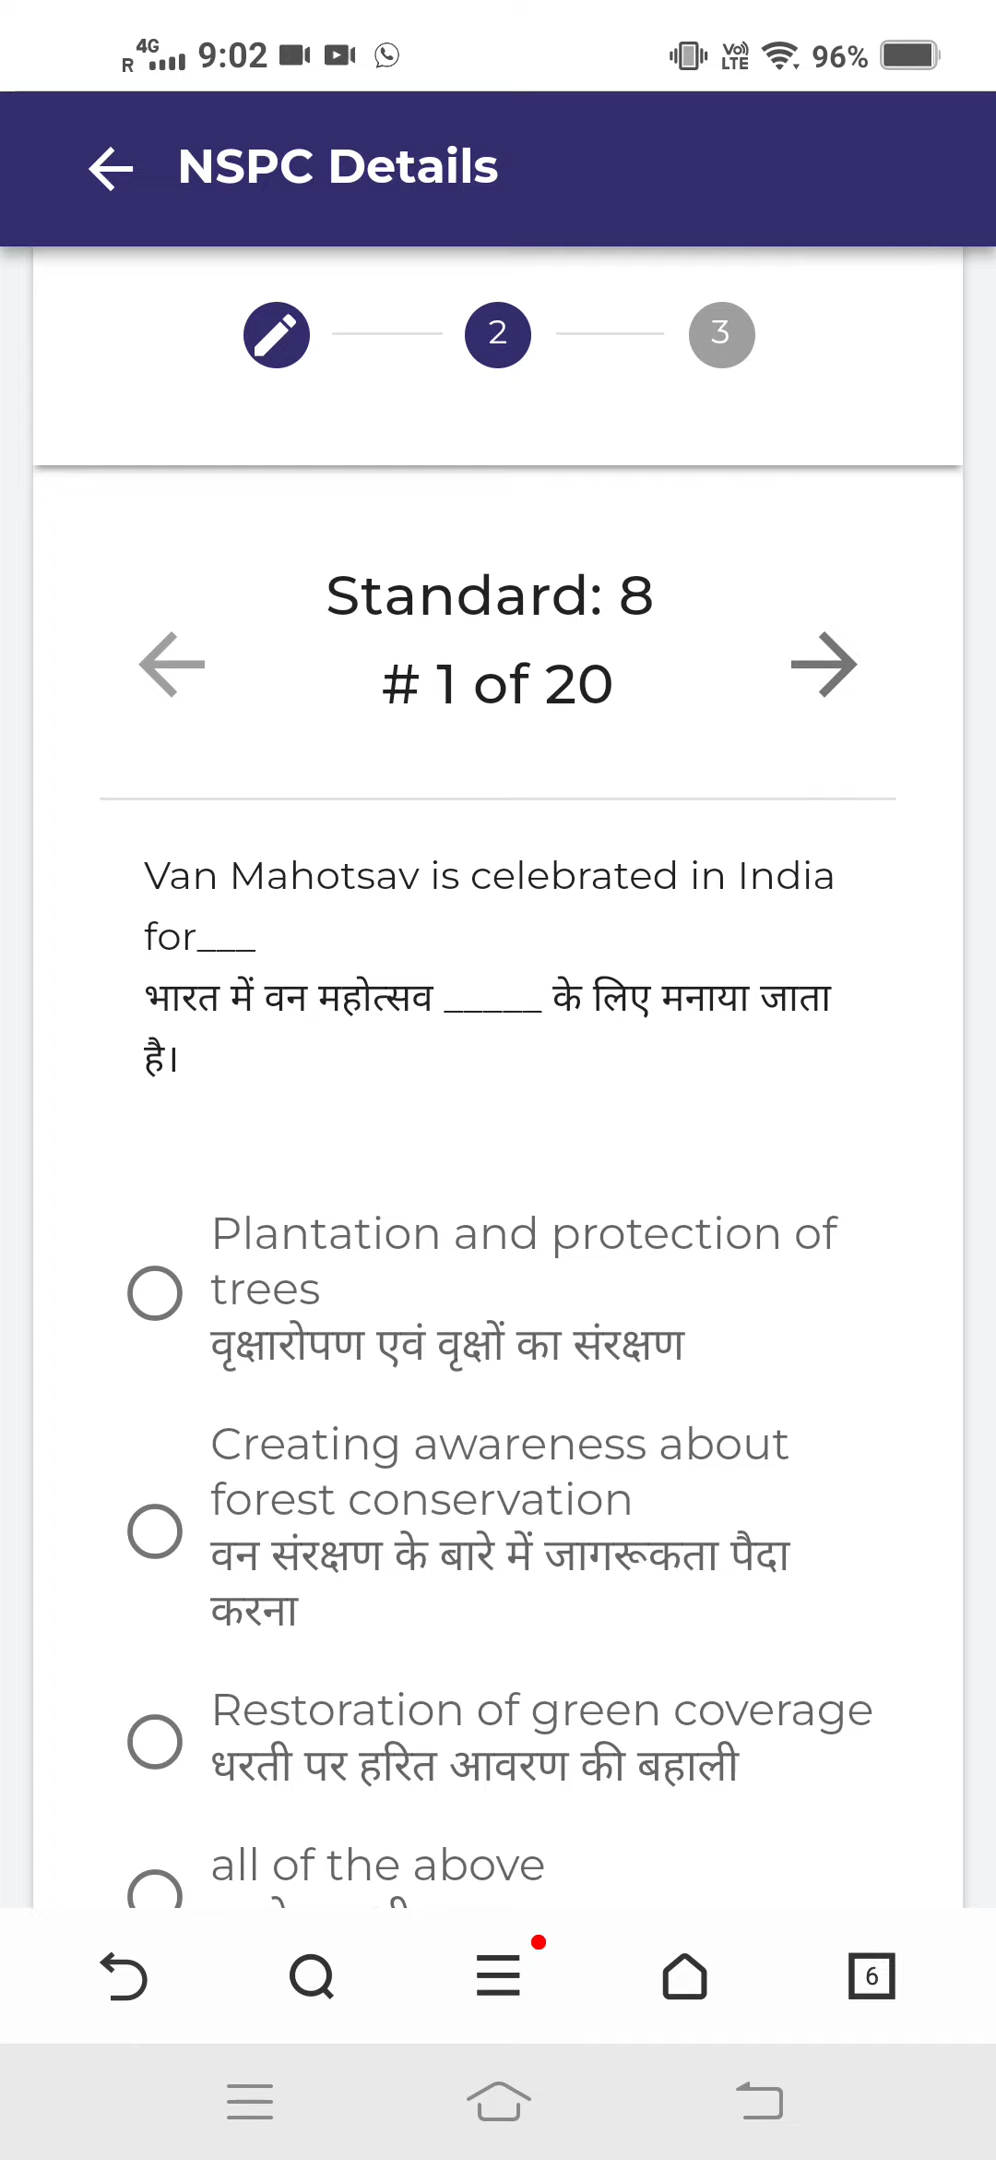 R 4G 9:02 Vo) LTE 96%
NSPC Details
2 3
Standard: 8
# 1 of 20
Van Mahotsav is celebrated in India
for___
भारत में वन महोत्सव _____ के लिए मनाया जाता
है।
Plantation and protection of
trees
वृक्षारोपण एवं वृक्षों का संरक्षण
Creating awareness about
forest conservation
वन संरक्षण के बारे में जागरूकता पैदा
करना
Restoration of green coverage
धरती पर हरित आवरण की बहाली
all of the above
6